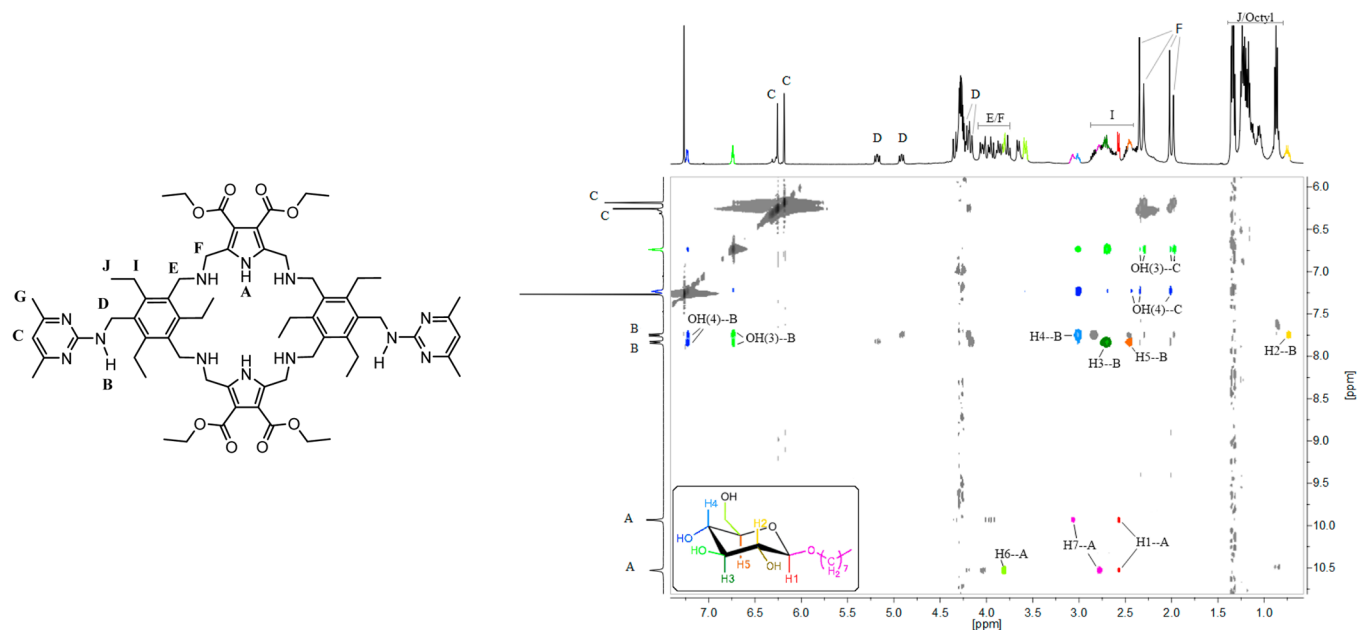 O O O O
F
N
H
A
J I E NH HN
G D
C N N N H B
N H N N
NH HN
H
N
O O O O
J/Octyl
F
C C D E/F I
D D
C
C
6.0
6.5
OH(3)--C
7.0
OH(4)--C
7.5
B
B
OH(4)--B
OH(3)--B
H4--B
H3--B
H5--B
H2--B
8.0
8.5
9.0
9.5
A
A
H6--A
H7--A
H1--A
10.0
10.5
[ppm]
OH
H4
H2
HO
O
HO
H5
OH
O
(C)7
H2
H3
H1
7.0 6.5 6.0 5.5 5.0 4.5 4.0 3.5 3.0 2.5 2.0 1.5 1.0
[ppm]